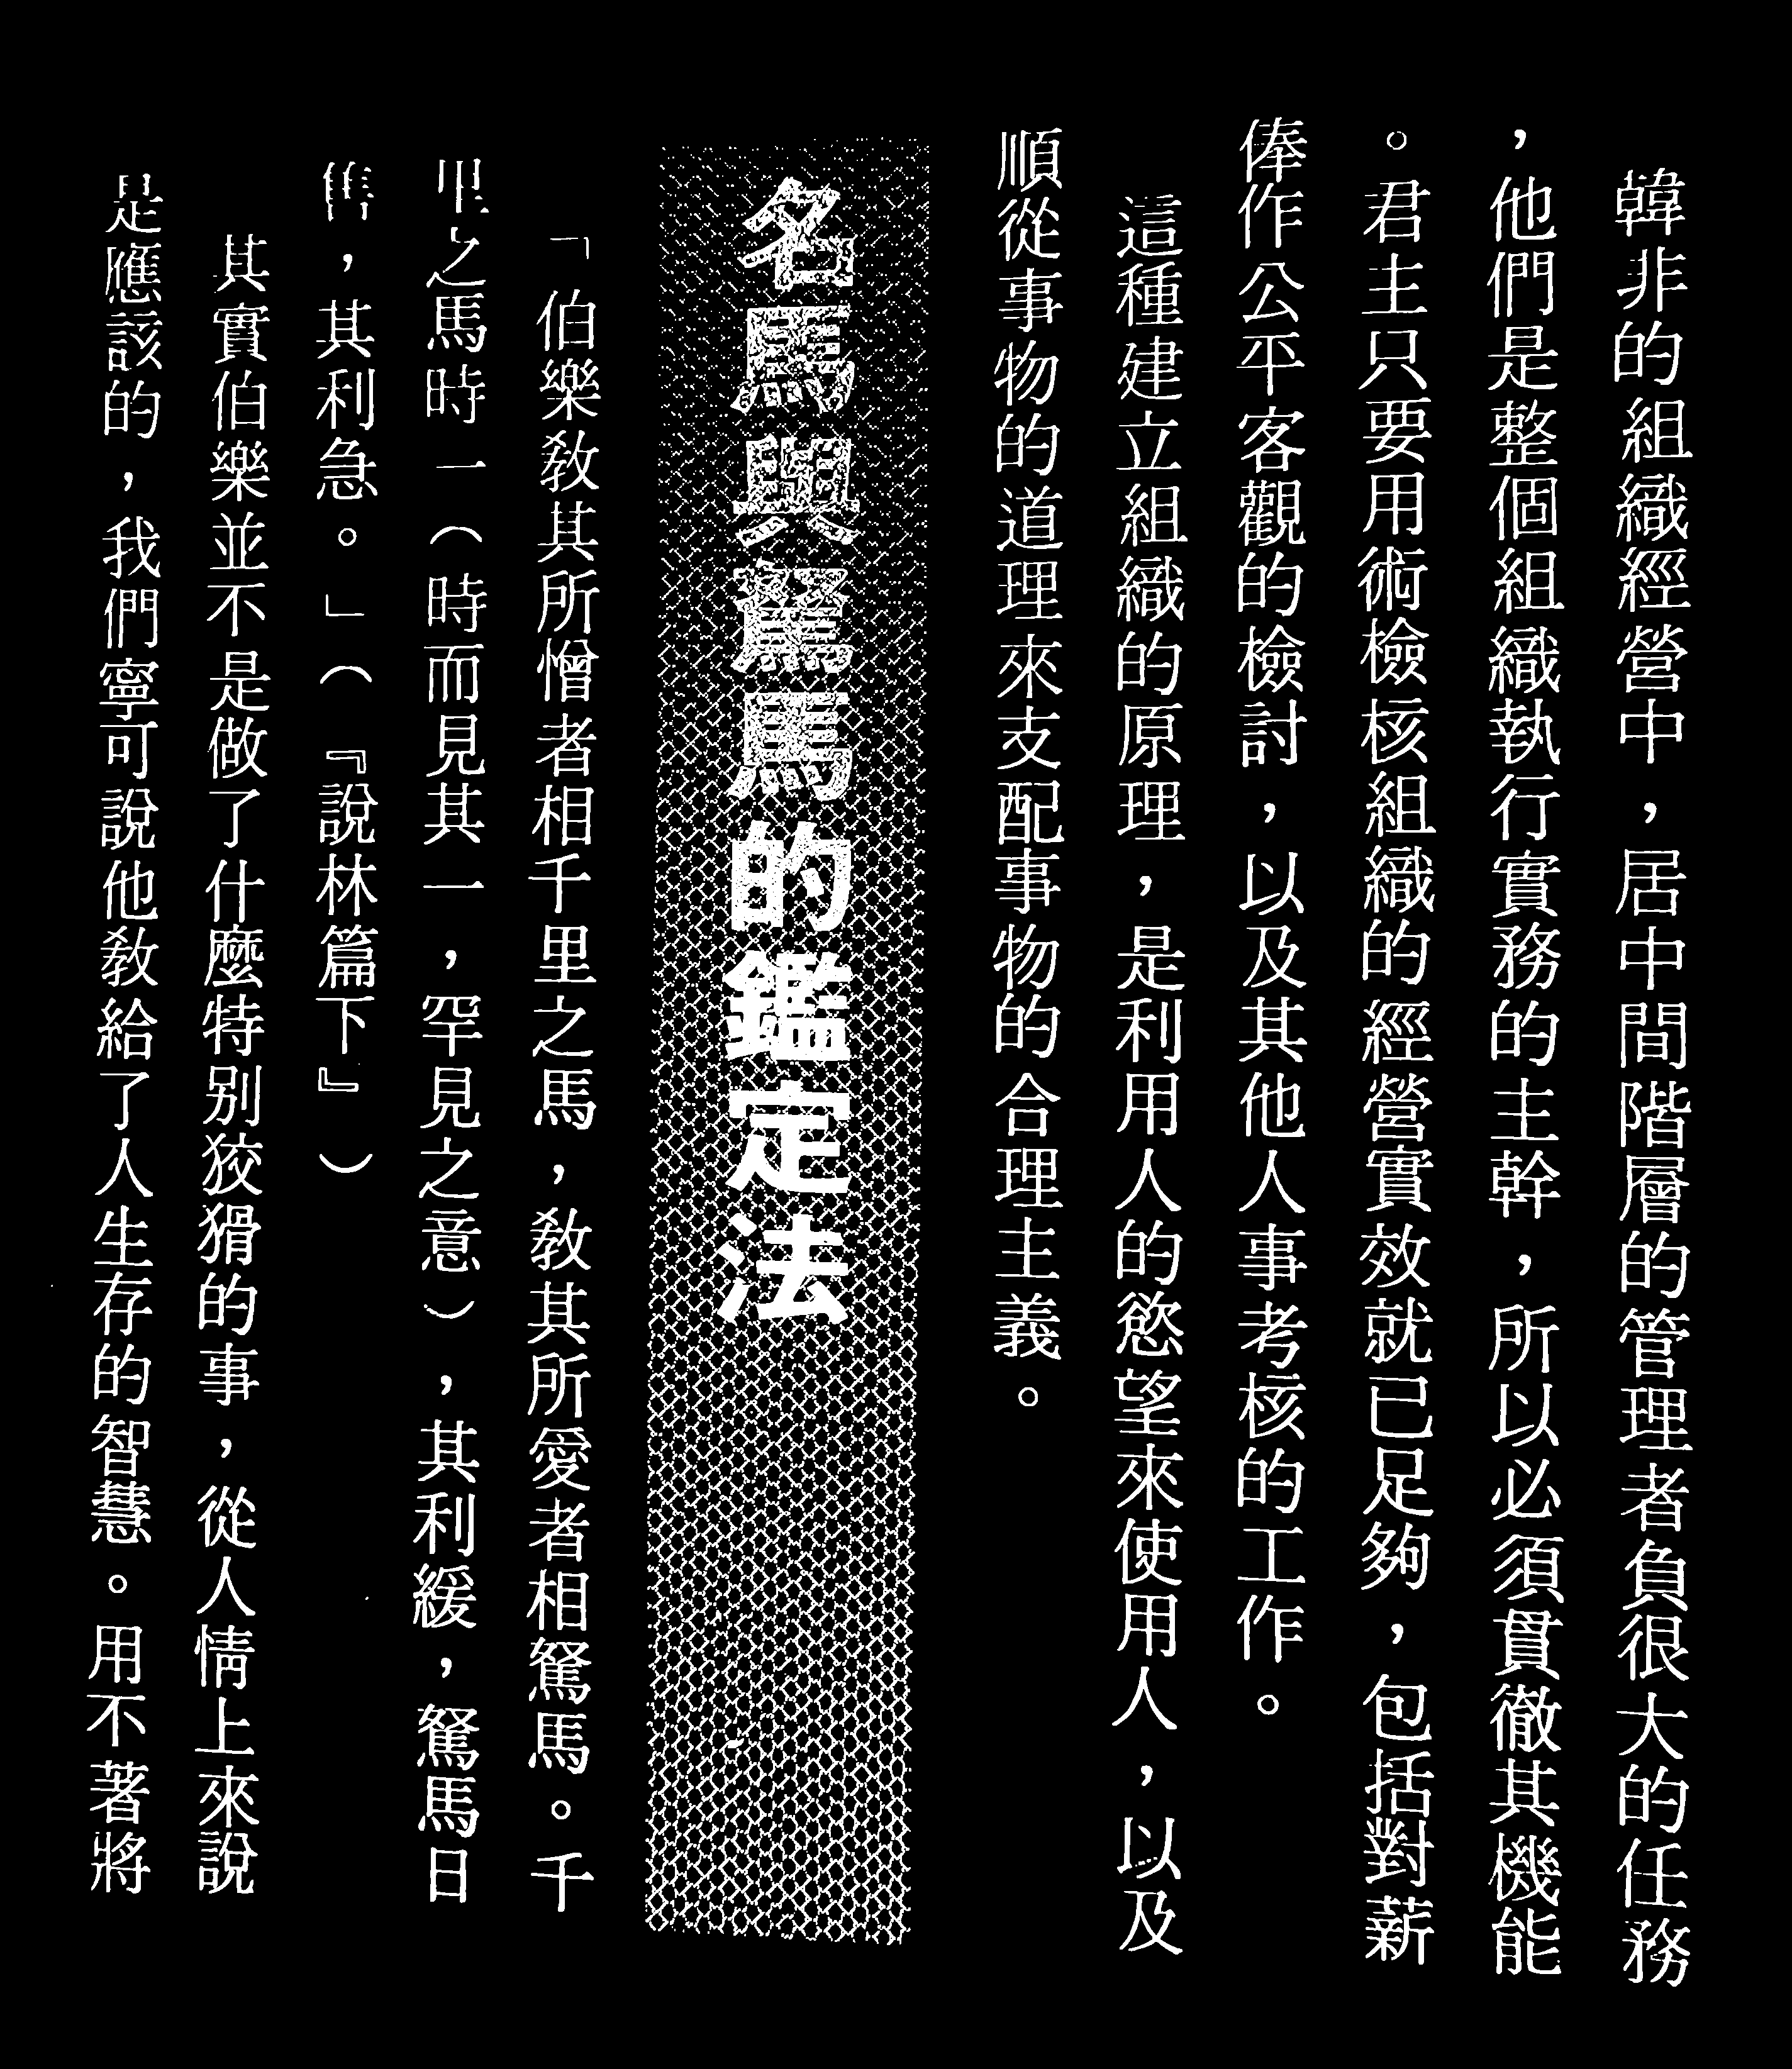 韓非的組織經營中，居中間階層的管理者負很大的任務
，他們是整個組織執行實務的主幹，所以必須貫徹其機能
。君主只要用術檢核組織的經營實效就已足夠，包括對薪
俸作公平客觀的檢討，以及其他人事考核的工作。
這種建立組織的原理，是利用人的慾望來使用人，以及
順從事物的道理來支配事物的合理主義。
名馬與駑馬的鑑定法
「伯樂教其所憎者相千里之馬，教其所愛者相駑馬。千
里之馬時一（時而見其一，罕見之意），其利緩，駑馬日
售，其利急。」（『說林篇下』）
其實伯樂並不是做了什麼特別狡猾的事，從人情上來說
是應該的，我們寧可說他教給了人生存的智慧。用不著將